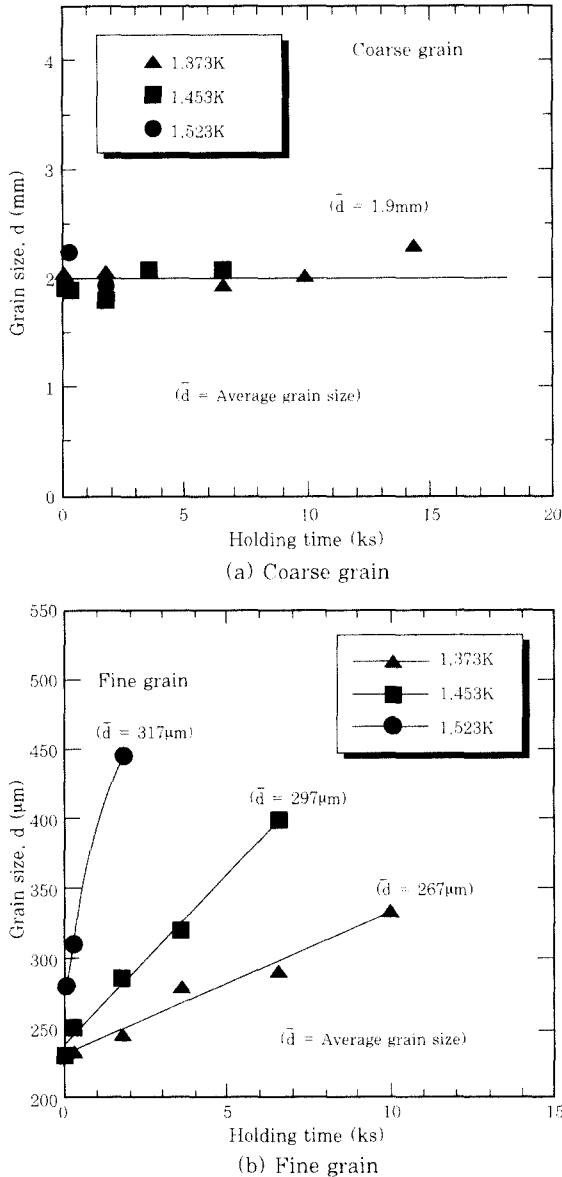 4
3
2
1
0
Grain size, d (mm)
Coarse grain
1.373K
1.453K
1.523K
(d̄ = 1.9mm)
(d̄ = Average grain size)
0
5
10
15
20
Holding time (ks)
(a) Coarse grain
550
500
450
400
350
300
250
200
Grain size, d (μm)
Fine grain
1.373K
1.453K
1.523K
(d̄ = 317μm)
(d̄ = 297μm)
(d̄ = 267μm)
(d̄ = Average grain size)
0
5
10
15
Holding time (ks)
(b) Fine grain